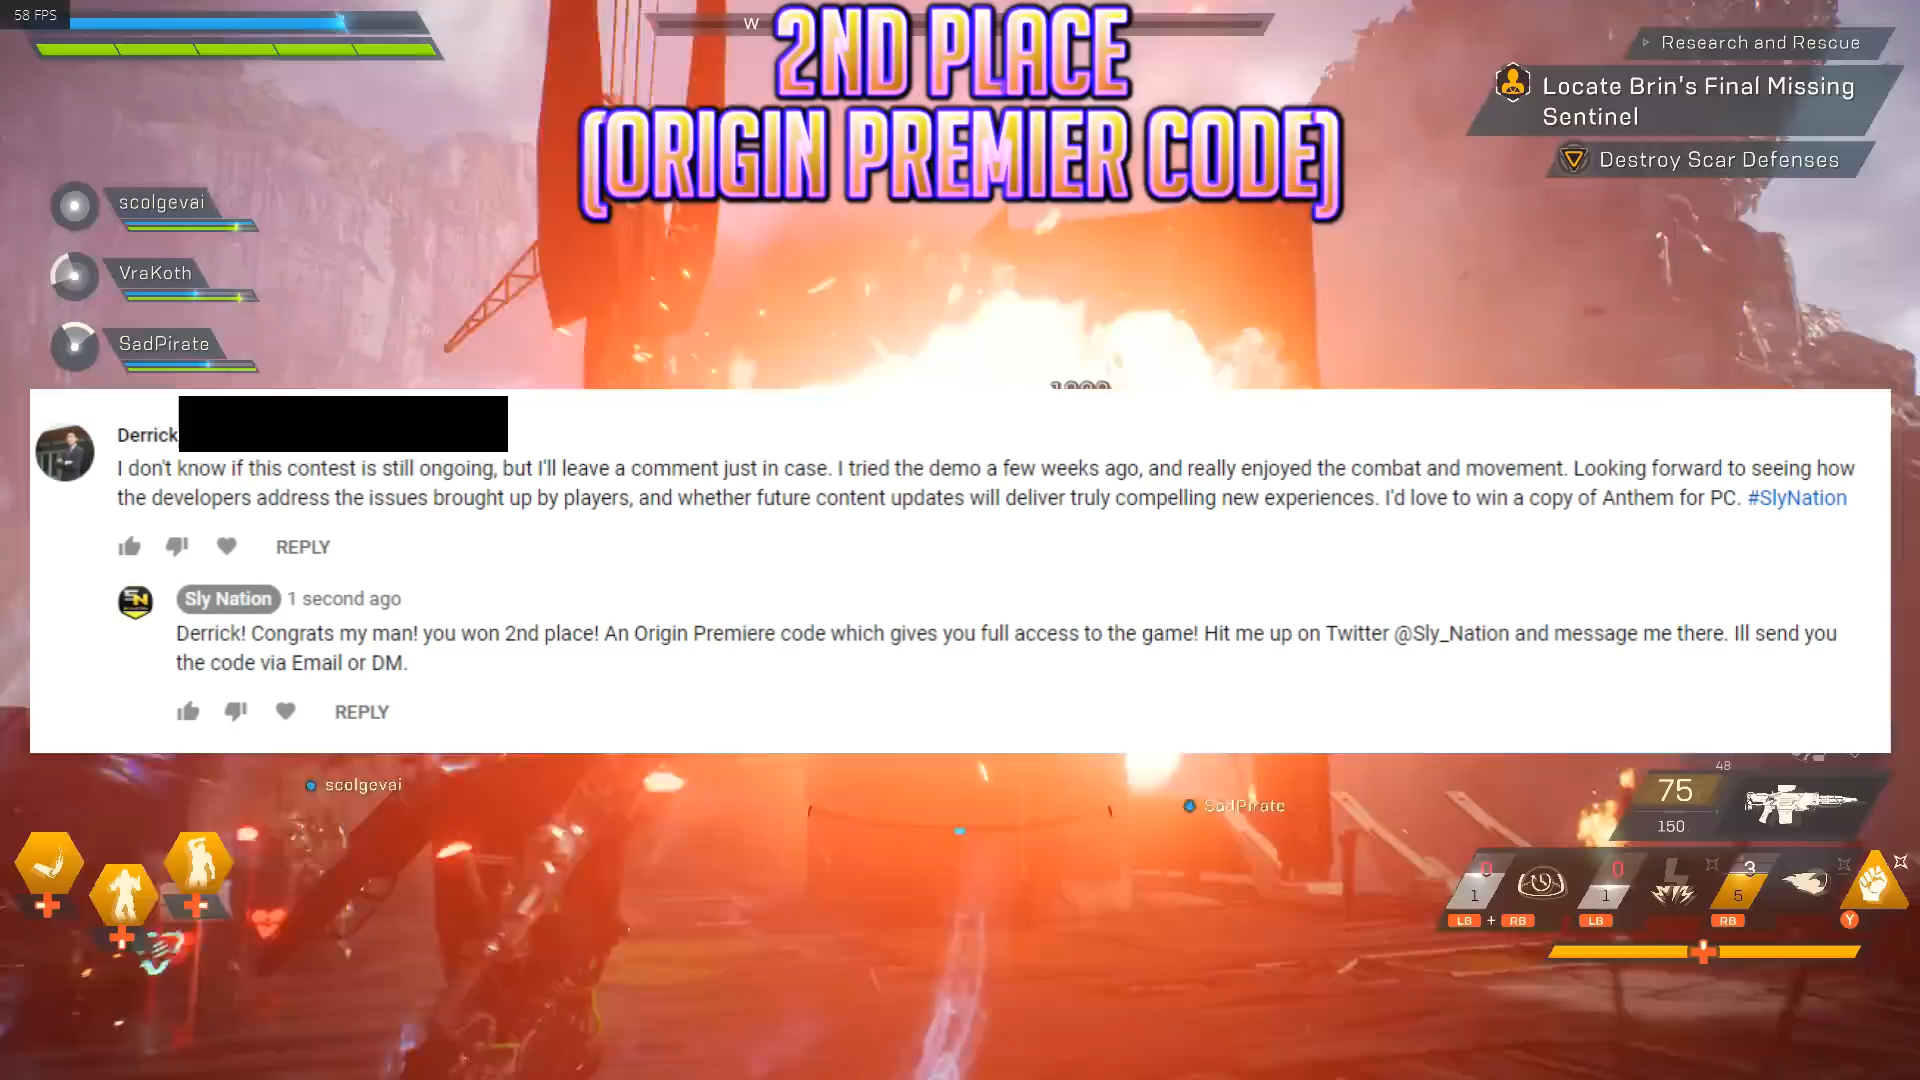 58 FPS
W
2ND PLACE
(ORIGIN PREMIER CODE)
Research and Rescue
Locate Brin's Final Missing
Sentinel
Destroy Scar Defenses
scolgevai
VraKoth
SadPirate
Derrick
I don't know if this contest is still ongoing, but I'll leave a comment just in case. I tried the demo a few weeks ago, and really enjoyed the combat and movement. Looking forward to seeing how
the developers address the issues brought up by players, and whether future content updates will deliver truly compelling new experiences. I'd love to win a copy of Anthem for PC. #SlyNation
REPLY
SN
Sly Nation 1 second ago
Derrick! Congrats my man! you won 2nd place! An Origin Premiere code which gives you full access to the game! Hit me up on Twitter @Sly_Nation and message me there. Ill send you
the code via Email or DM.
REPLY
scolgevai
SadPirate
48
75
150
0
1
0
1
3
5
LB + RB
LB
RB
Y